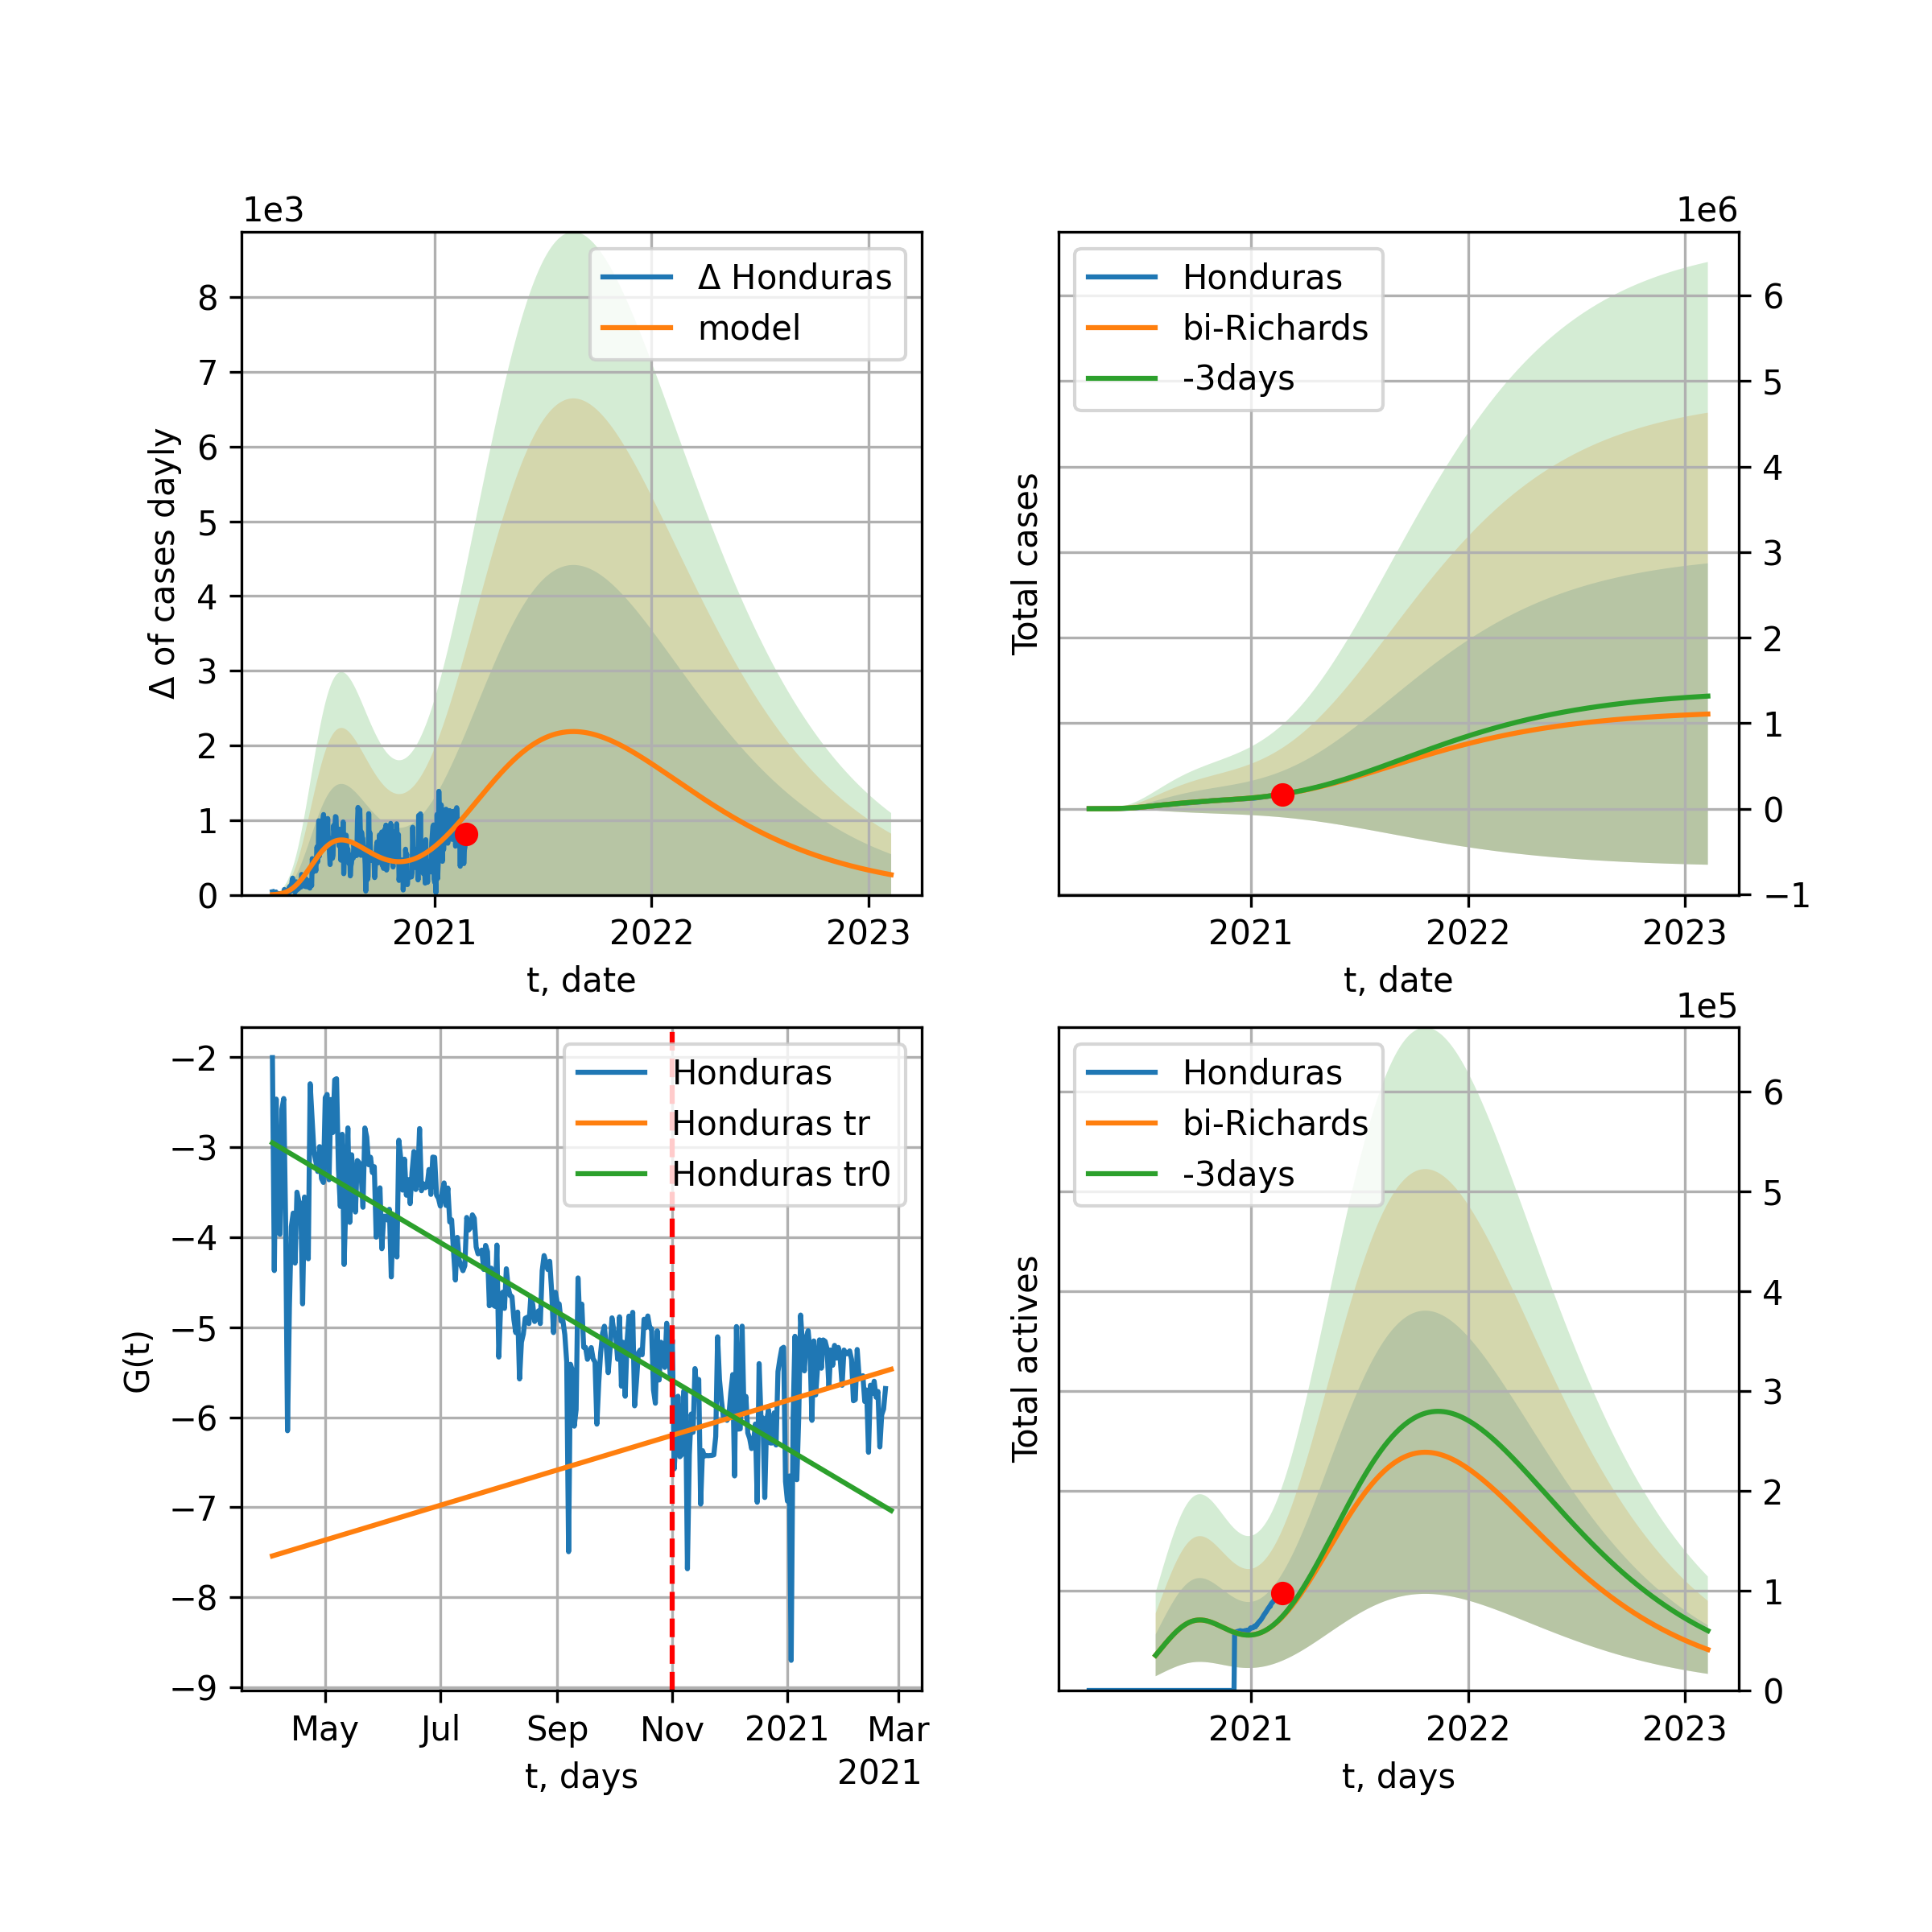 1e3
Δ of cases dayly
8
7
6
5
4
3
2
1
0
Δ Honduras
model
2021 2022 2023
t, date
1e6
Total cases
Honduras
bi-Richards
-3days
6
5
4
3
2
1
0
−1
2021 2022 2023
t, date
G(t)
−2
−3
−4
−5
−6
−7
−8
−9
Honduras
Honduras tr
Honduras tr0
May Jul Sep Nov 2021 Mar
2021
t, days
1e5
Total actives
Honduras
bi-Richards
-3days
6
5
4
3
2
1
0
2021 2022 2023
t, days